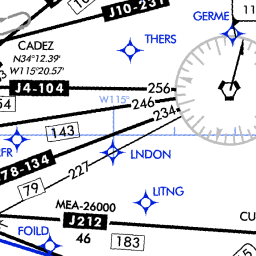 J10-231
GERME
11
CADEZ
THERS
N34°12.39'
W115°20.57'
J4-104
256
54
W115°
246
234
143
FR
LNDON
78-134
227
79
LITNG
MEA-26000
J212
CU
FOILD
46
183